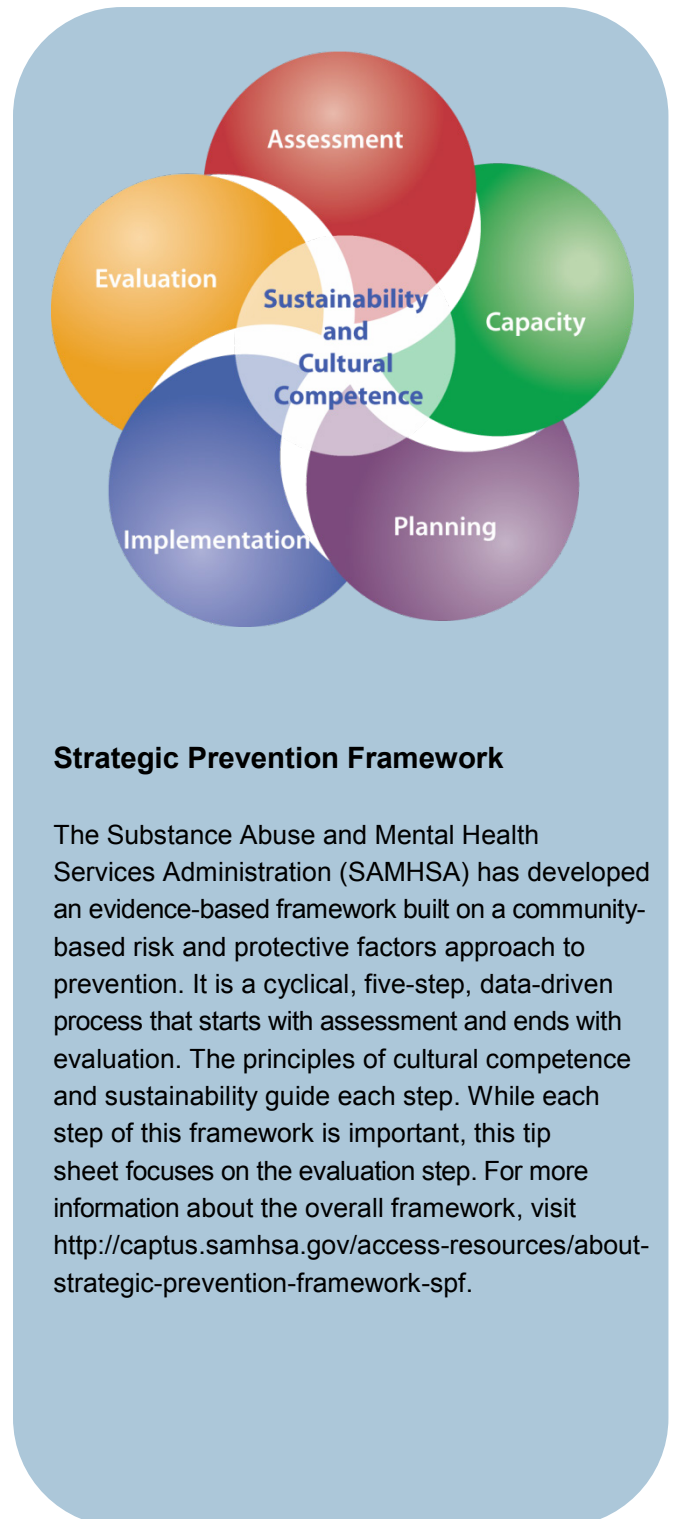 Assessment
Evaluation
Capacity
Sustainability
and
Cultural
Competence
Implementation
Planning
Strategic Prevention Framework
The Substance Abuse and Mental Health
Services Administration (SAMHSA) has developed
an evidence-based framework built on a community-
based risk and protective factors approach to
prevention. It is a cyclical, five-step, data-driven
process that starts with assessment and ends with
evaluation. The principles of cultural competence
and sustainability guide each step. While each
step of this framework is important, this tip
sheet focuses on the evaluation step. For more
information about the overall framework, visit
http://captus.samhsa.gov/access-resources/about-
strategic-prevention-framework-spf.